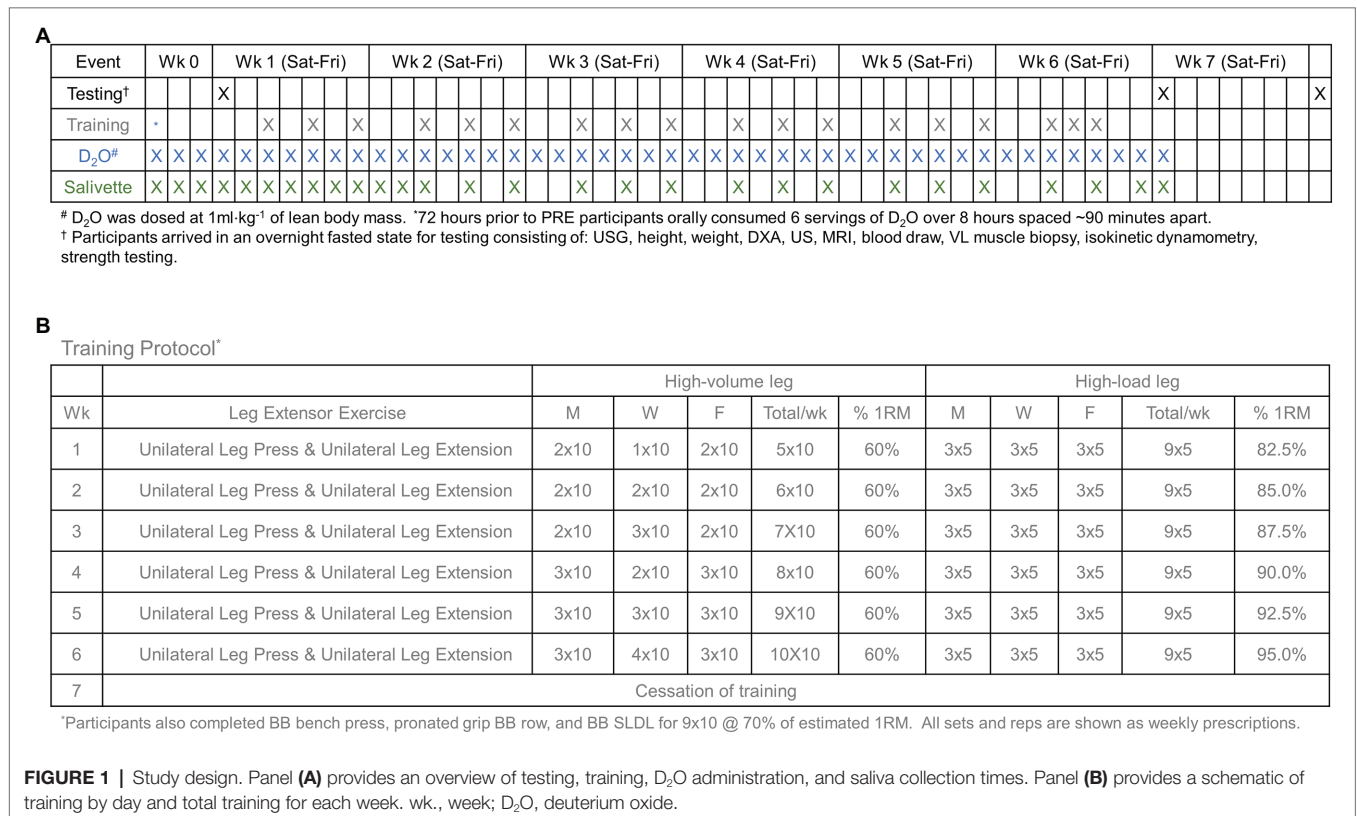 A
Event Wk 0 Wk 1 (Sat-Fri) Wk 2 (Sat-Fri) Wk 3 (Sat-Fri) Wk 4 (Sat-Fri) Wk 5 (Sat-Fri) Wk 6 (Sat-Fri) Wk 7 (Sat-Fri)
Testing† X X X
Training * X X X X X X X X X X X X X X X X X X
D₂O# X X X X X X X X X X X X X X X X X X X X X X X X X X X X X X X X X X X X X X X X X X X X X X
Salivette X X X X X X X X X X X X X X X X X X X X X X X X X X X X
# D₂O was dosed at 1ml·kg⁻¹ of lean body mass. *72 hours prior to PRE participants orally consumed 6 servings of D₂O over 8 hours spaced ~90 minutes apart.
† Participants arrived in an overnight fasted state for testing consisting of: USG, height, weight, DXA, US, MRI, blood draw, VL muscle biopsy, isokinetic dynamometry,
strength testing.
B
Training Protocol*
High-volume leg High-load leg
Wk Leg Extensor Exercise M W F Total/wk % 1RM M W F Total/wk % 1RM
1 Unilateral Leg Press & Unilateral Leg Extension 2x10 1x10 2x10 5x10 60% 3x5 3x5 3x5 9x5 82.5%
2 Unilateral Leg Press & Unilateral Leg Extension 2x10 2x10 2x10 6x10 60% 3x5 3x5 3x5 9x5 85.0%
3 Unilateral Leg Press & Unilateral Leg Extension 2x10 3x10 2x10 7X10 60% 3x5 3x5 3x5 9x5 87.5%
4 Unilateral Leg Press & Unilateral Leg Extension 3x10 2x10 3x10 8x10 60% 3x5 3x5 3x5 9x5 90.0%
5 Unilateral Leg Press & Unilateral Leg Extension 3x10 3x10 3x10 9X10 60% 3x5 3x5 3x5 9x5 92.5%
6 Unilateral Leg Press & Unilateral Leg Extension 3x10 4x10 3x10 10X10 60% 3x5 3x5 3x5 9x5 95.0%
7 Cessation of training
*Participants also completed BB bench press, pronated grip BB row, and BB SLDL for 9x10 @ 70% of estimated 1RM. All sets and reps are shown as weekly prescriptions.
FIGURE 1 | Study design. Panel (A) provides an overview of testing, training, D₂O administration, and saliva collection times. Panel (B) provides a schematic of
training by day and total training for each week. wk., week; D₂O, deuterium oxide.